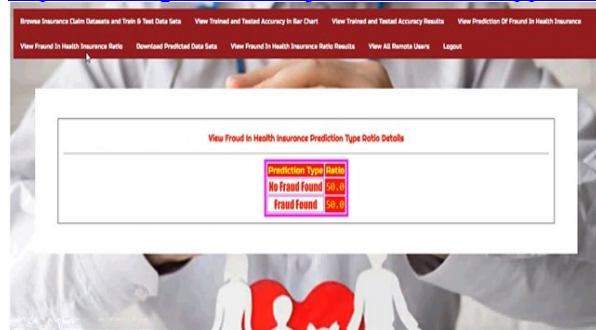 Browse Insurance Claim Datasets and Train & Test Data Sets View Trained and Tested Accuracy in Bar Chart View Trained and Tested Accuracy Results View Prediction Of Fraund In Health Insurance
View Fraund In Health Insurance Ratio Download Predicted Data Sets View Fraund In Health Insurance Ratio Results View All Remote Users Logout
View Fraud In Health Insurance Prediction Type Ratio Details
Prediction Type Ratio
No Fraud Found 50.0
Fraud Found 50.0